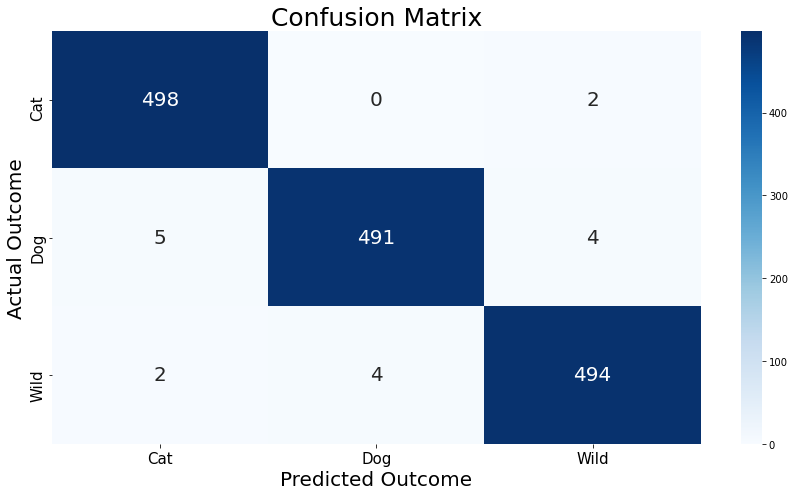 Confusion Matrix
Actual Outcome
Cat
498 0 2
Dog
5 491 4
Wild
2 4 494
Cat Dog Wild
Predicted Outcome
400
300
200
100
0